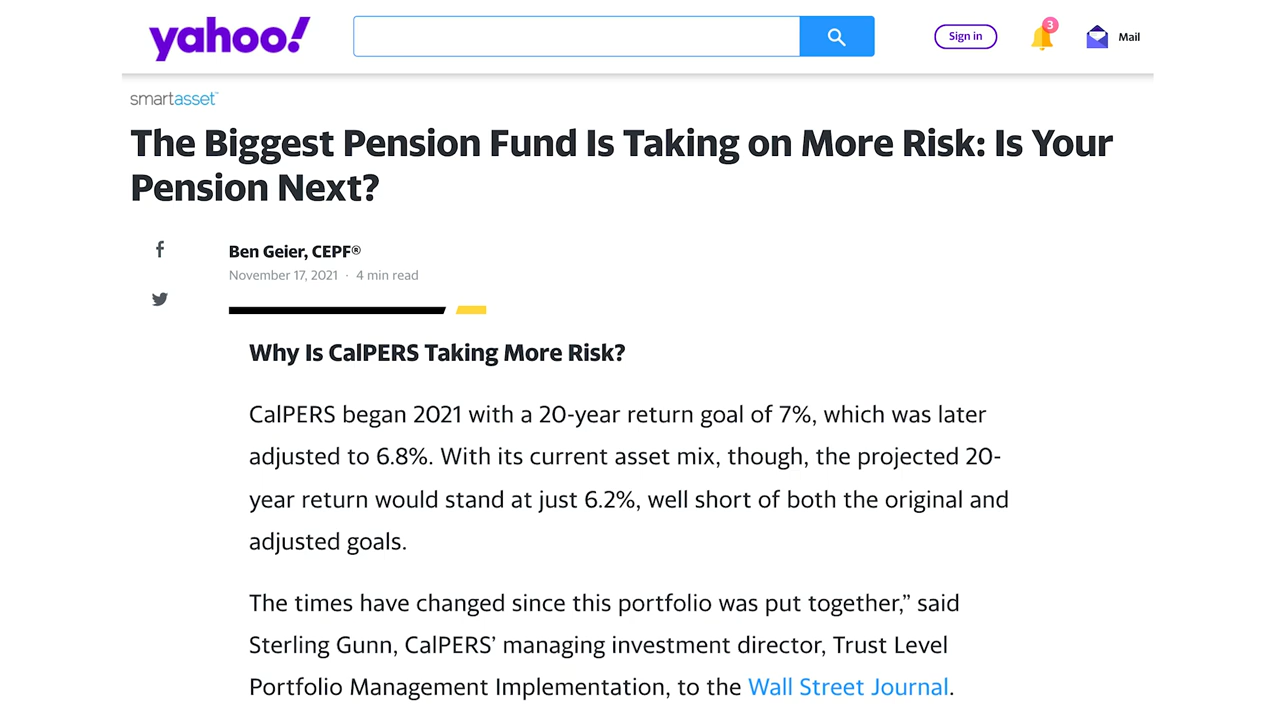 yahoo!
Sign in
3
Mail
smartasset™
The Biggest Pension Fund Is Taking on More Risk: Is Your
Pension Next?
Ben Geier, CEPF®
November 17, 2021 · 4 min read
Why Is CalPERS Taking More Risk?
CalPERS began 2021 with a 20-year return goal of 7%, which was later
adjusted to 6.8%. With its current asset mix, though, the projected 20-
year return would stand at just 6.2%, well short of both the original and
adjusted goals.
The times have changed since this portfolio was put together,” said
Sterling Gunn, CalPERS’ managing investment director, Trust Level
Portfolio Management Implementation, to the Wall Street Journal.